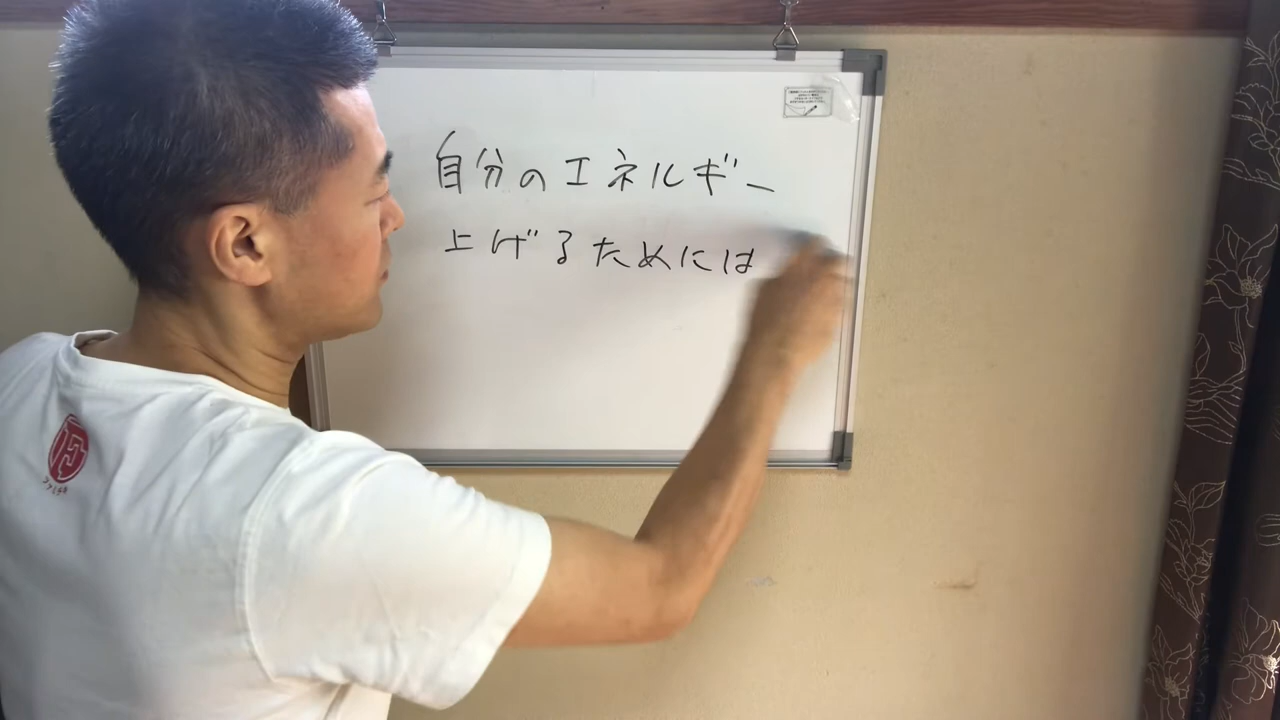 自分のエネルギー
上げるためには